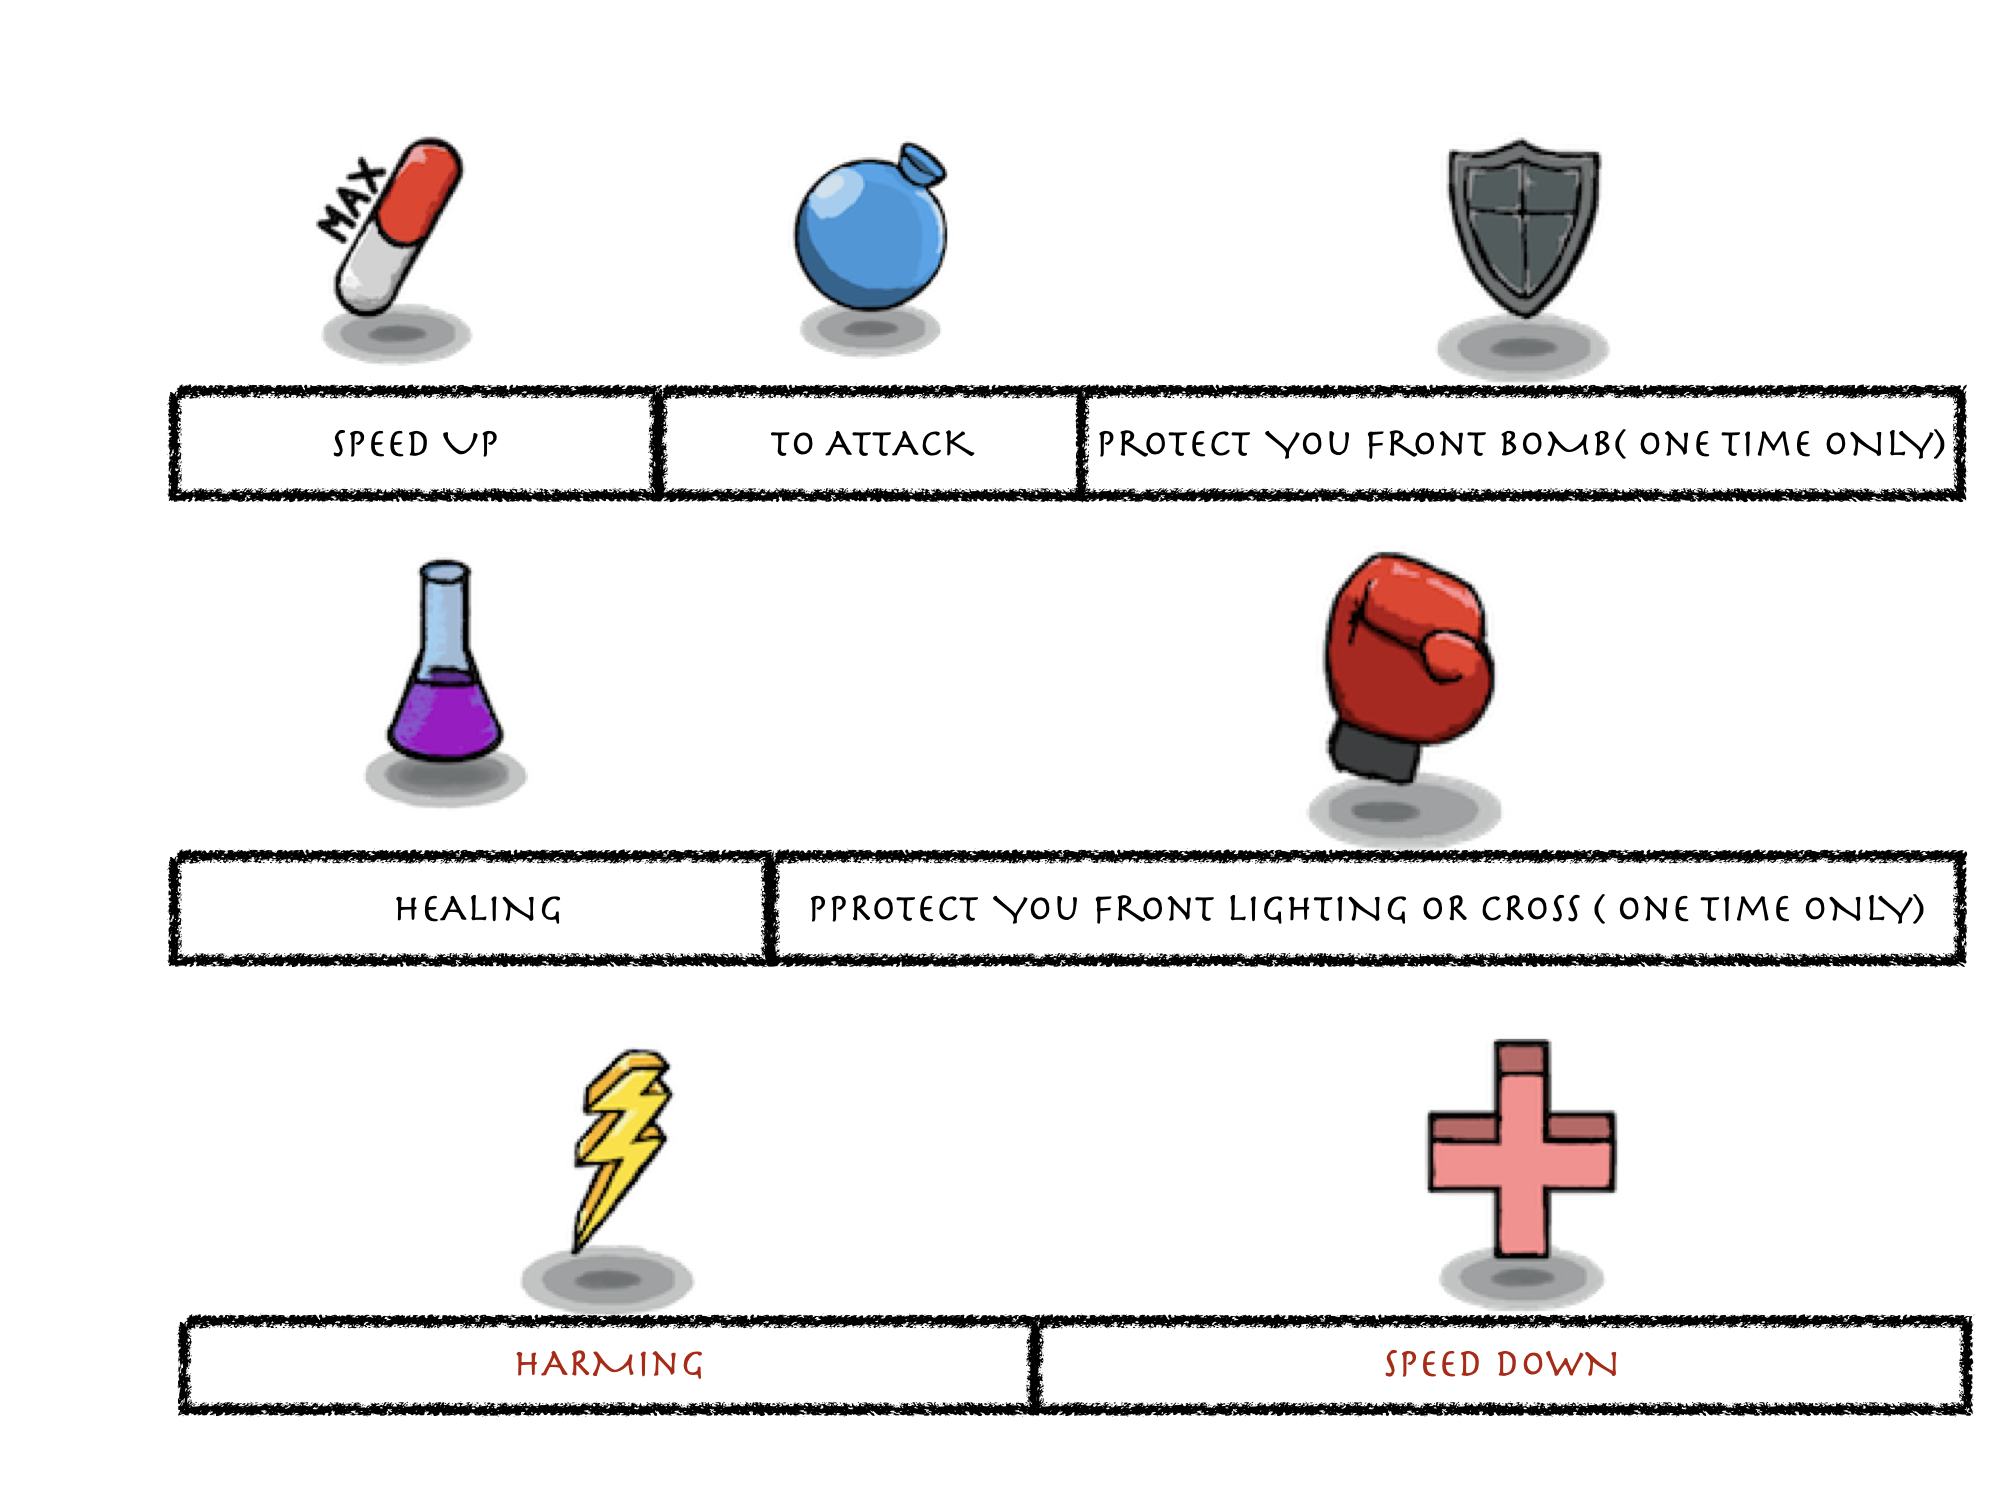 MAX
SPEED UP
TO ATTACK
PROTECT YOU FRONT BOMB( ONE TIME ONLY)
HEALING
PPROTECT YOU FRONT LIGHTING OR CROSS ( ONE TIME ONLY)
HARMING
SPEED DOWN